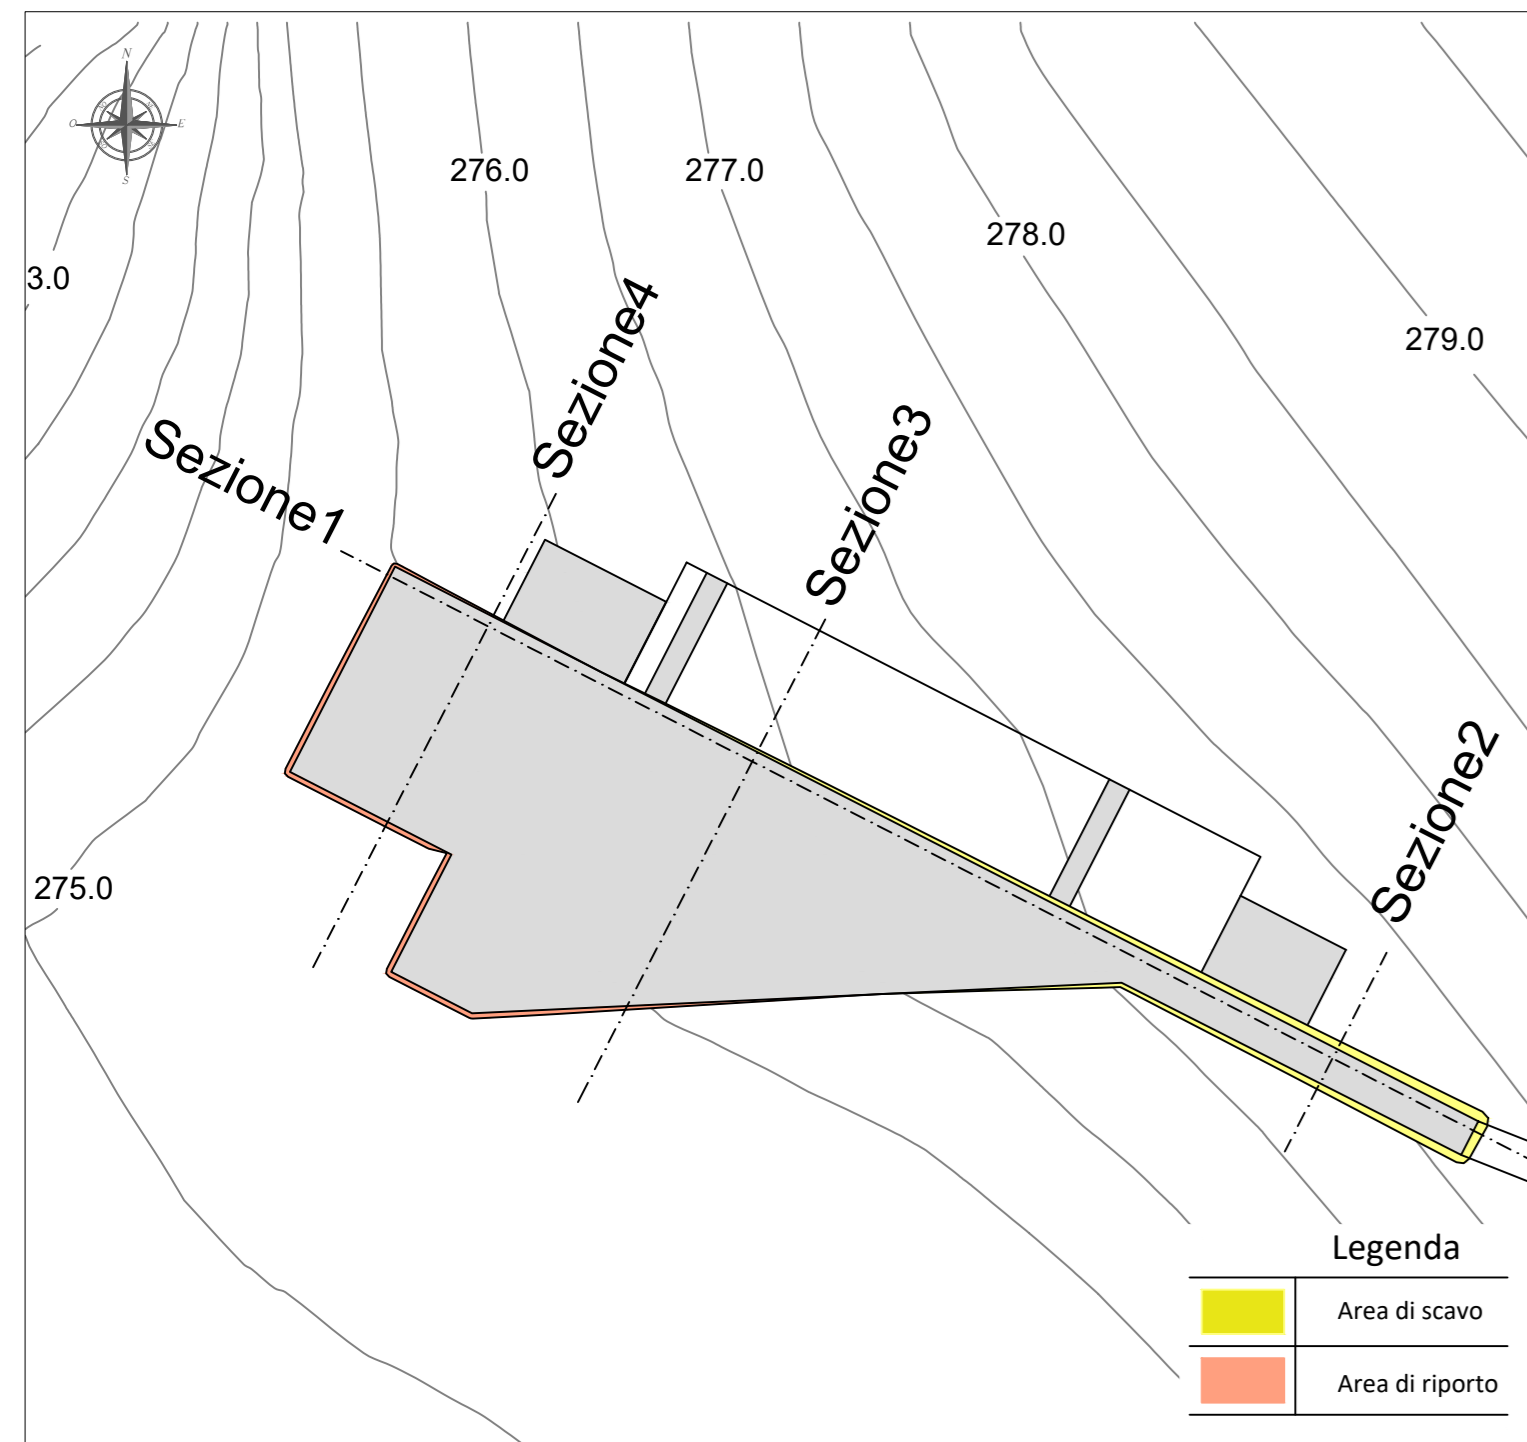 N
O
E
S
276.0
277.0
278.0
3.0
279.0
Sezione4
Sezione3
Sezione1
Sezione2
275.0
Legenda
Area di scavo
Area di riporto